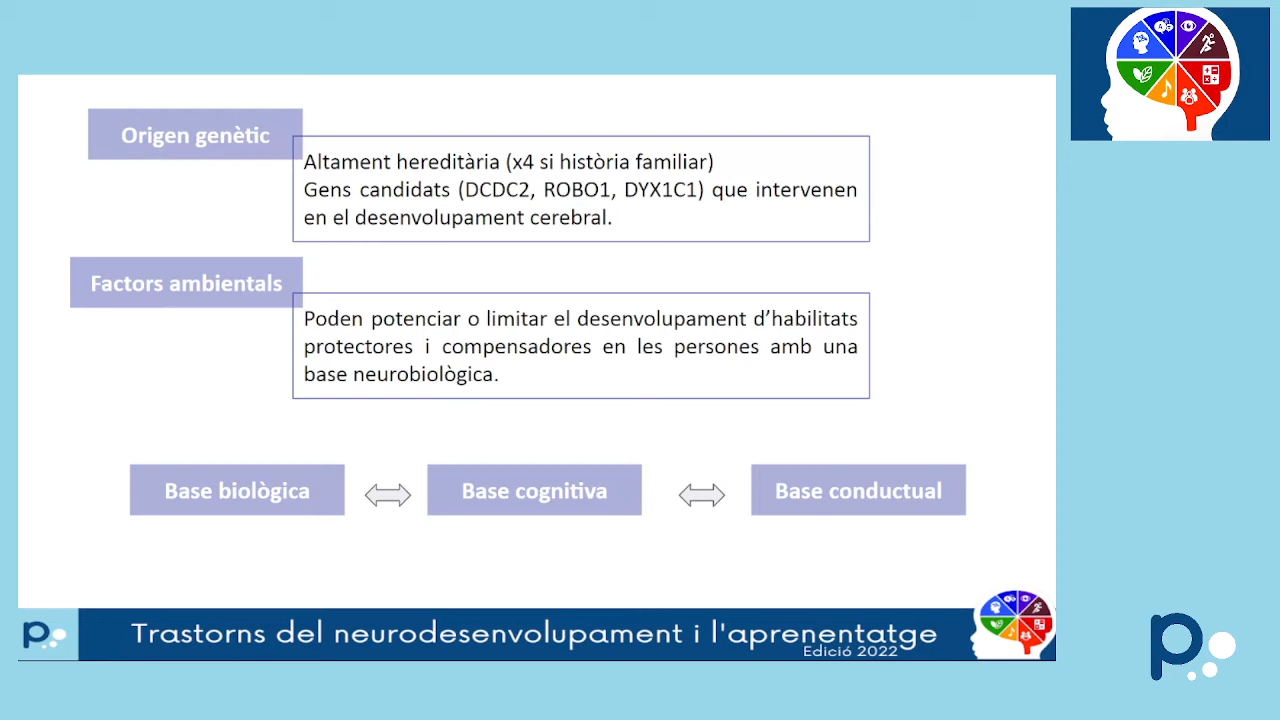 Origen genètic
Altament hereditària (x4 si història familiar)
Gens candidats (DCDC2, ROBO1, DYX1C1) que intervenen
en el desenvolupament cerebral.
Factors ambientals
Poden potenciar o limitar el desenvolupament d’habilitats
protectores i compensadores en les persones amb una
base neurobiològica.
Base biològica
Base cognitiva
Base conductual
p
Trastorns del neurodesenvolupament i l'aprenentatge
Edició 2022
p